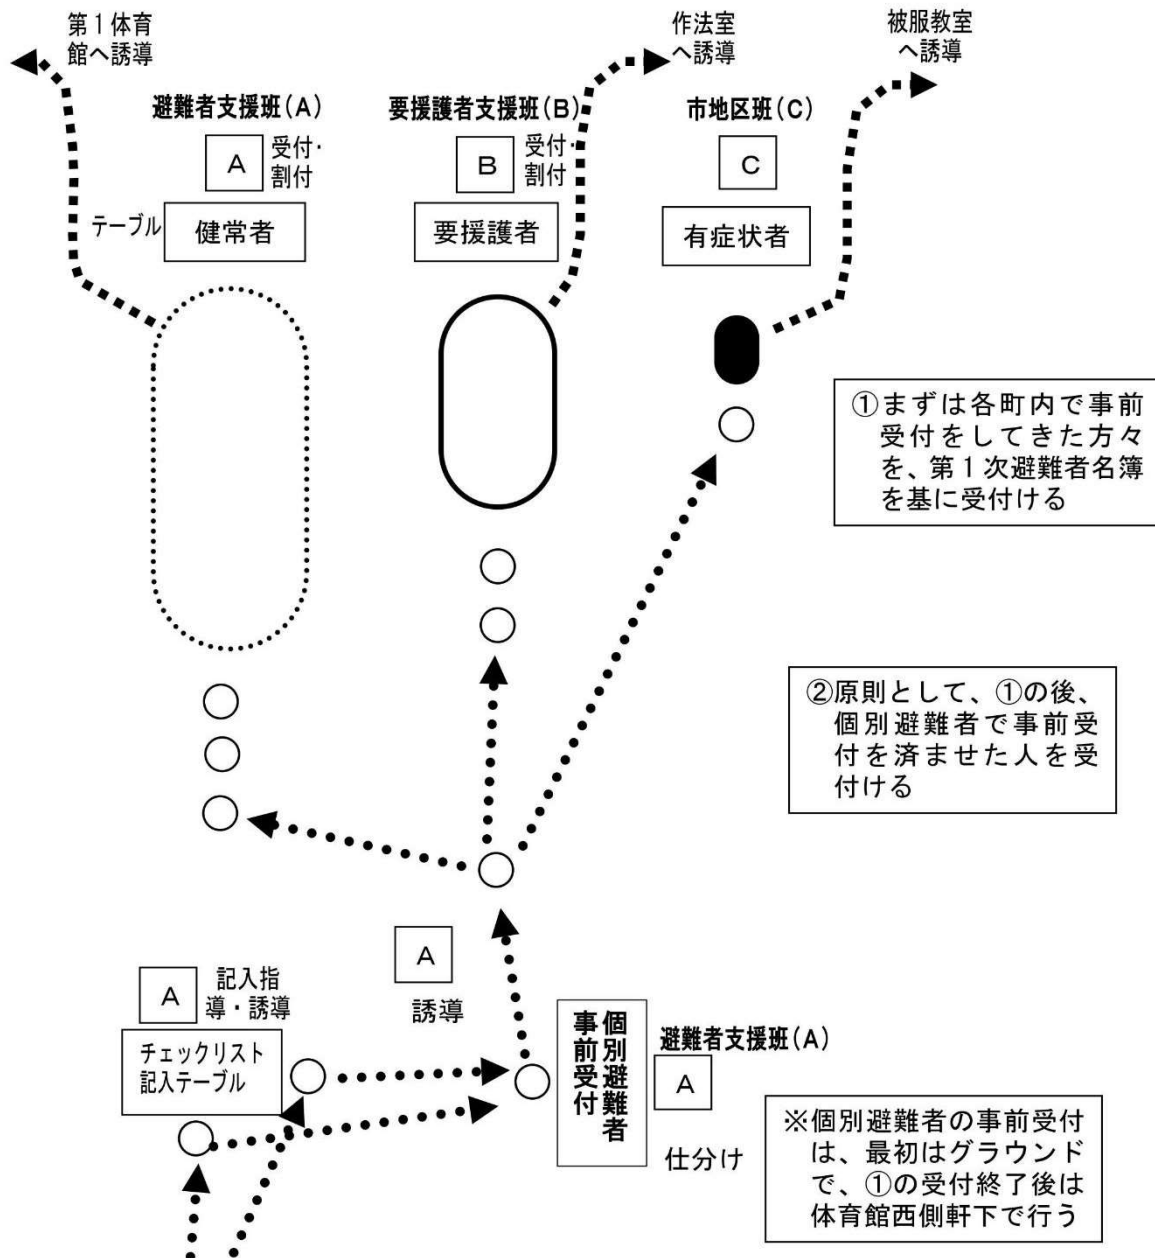 第1体育
館へ誘導
作法室
へ誘導
被服教室
へ誘導
避難者支援班(A)
A
受付・
割付
要援護者支援班(B)
B
受付・
割付
市地区班(C)
C
テーブル
健常者
要援護者
有症状者
①まずは各町内で事前
受付をしてきた方々
を、第1次避難者名簿
を基に受付ける
②原則として、①の後、
個別避難者で事前受
付を済ませた人を受
付ける
A
誘導
A
記入指
導・誘導
チェックリスト
記入テーブル
個別避難者
事前受付
避難者支援班(A)
A
仕分け
※個別避難者の事前受付
は、最初はグラウンド
で、①の受付終了後は
体育館西側軒下で行う